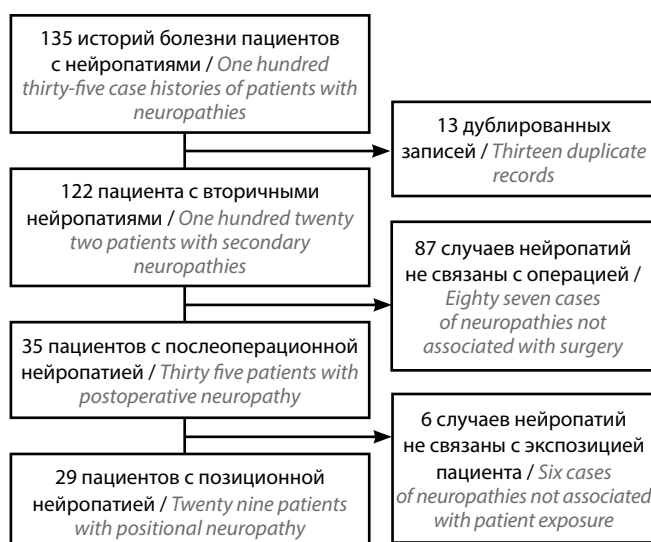 135 историй болезни пациентов
с нейропатиями / One hundred
thirty-five case histories of patients with
neuropathies
13 дублированных
записей / Thirteen duplicate
records
122 пациента с вторичными
нейропатиями / One hundred twenty
two patients with secondary
neuropathies
87 случаев нейропатий
не связаны с операцией /
Eighty seven cases
of neuropathies not
associated with surgery
35 пациентов с послеоперационной
нейропатией / Thirty five patients with
postoperative neuropathy
6 случаев нейропатий
не связаны с экспозицией
пациента / Six cases
of neuropathies not associated
with patient exposure
29 пациентов с позиционной
нейропатией / Twenty nine patients
with positional neuropathy